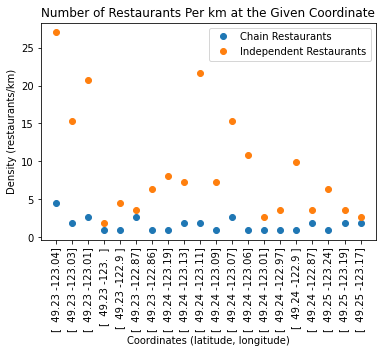 Number of Restaurants Per km at the Given Coordinate
Chain Restaurants
Independent Restaurants
Density (restaurants/km)
25
20
15
10
5
0
[ 49.23 -123.04]
[ 49.23 -123.03]
[ 49.23 -123.01]
[ 49.23 -123. ]
[ 49.23 -122.9 ]
[ 49.23 -122.87]
[ 49.23 -122.86]
[ 49.24 -123.19]
[ 49.24 -123.13]
[ 49.24 -123.11]
[ 49.24 -123.09]
[ 49.24 -123.07]
[ 49.24 -123.06]
[ 49.24 -123.01]
[ 49.24 -122.97]
[ 49.24 -122.9 ]
[ 49.24 -122.87]
[ 49.25 -123.24]
[ 49.25 -123.19]
[ 49.25 -123.17]
Coordinates (latitude, longitude)